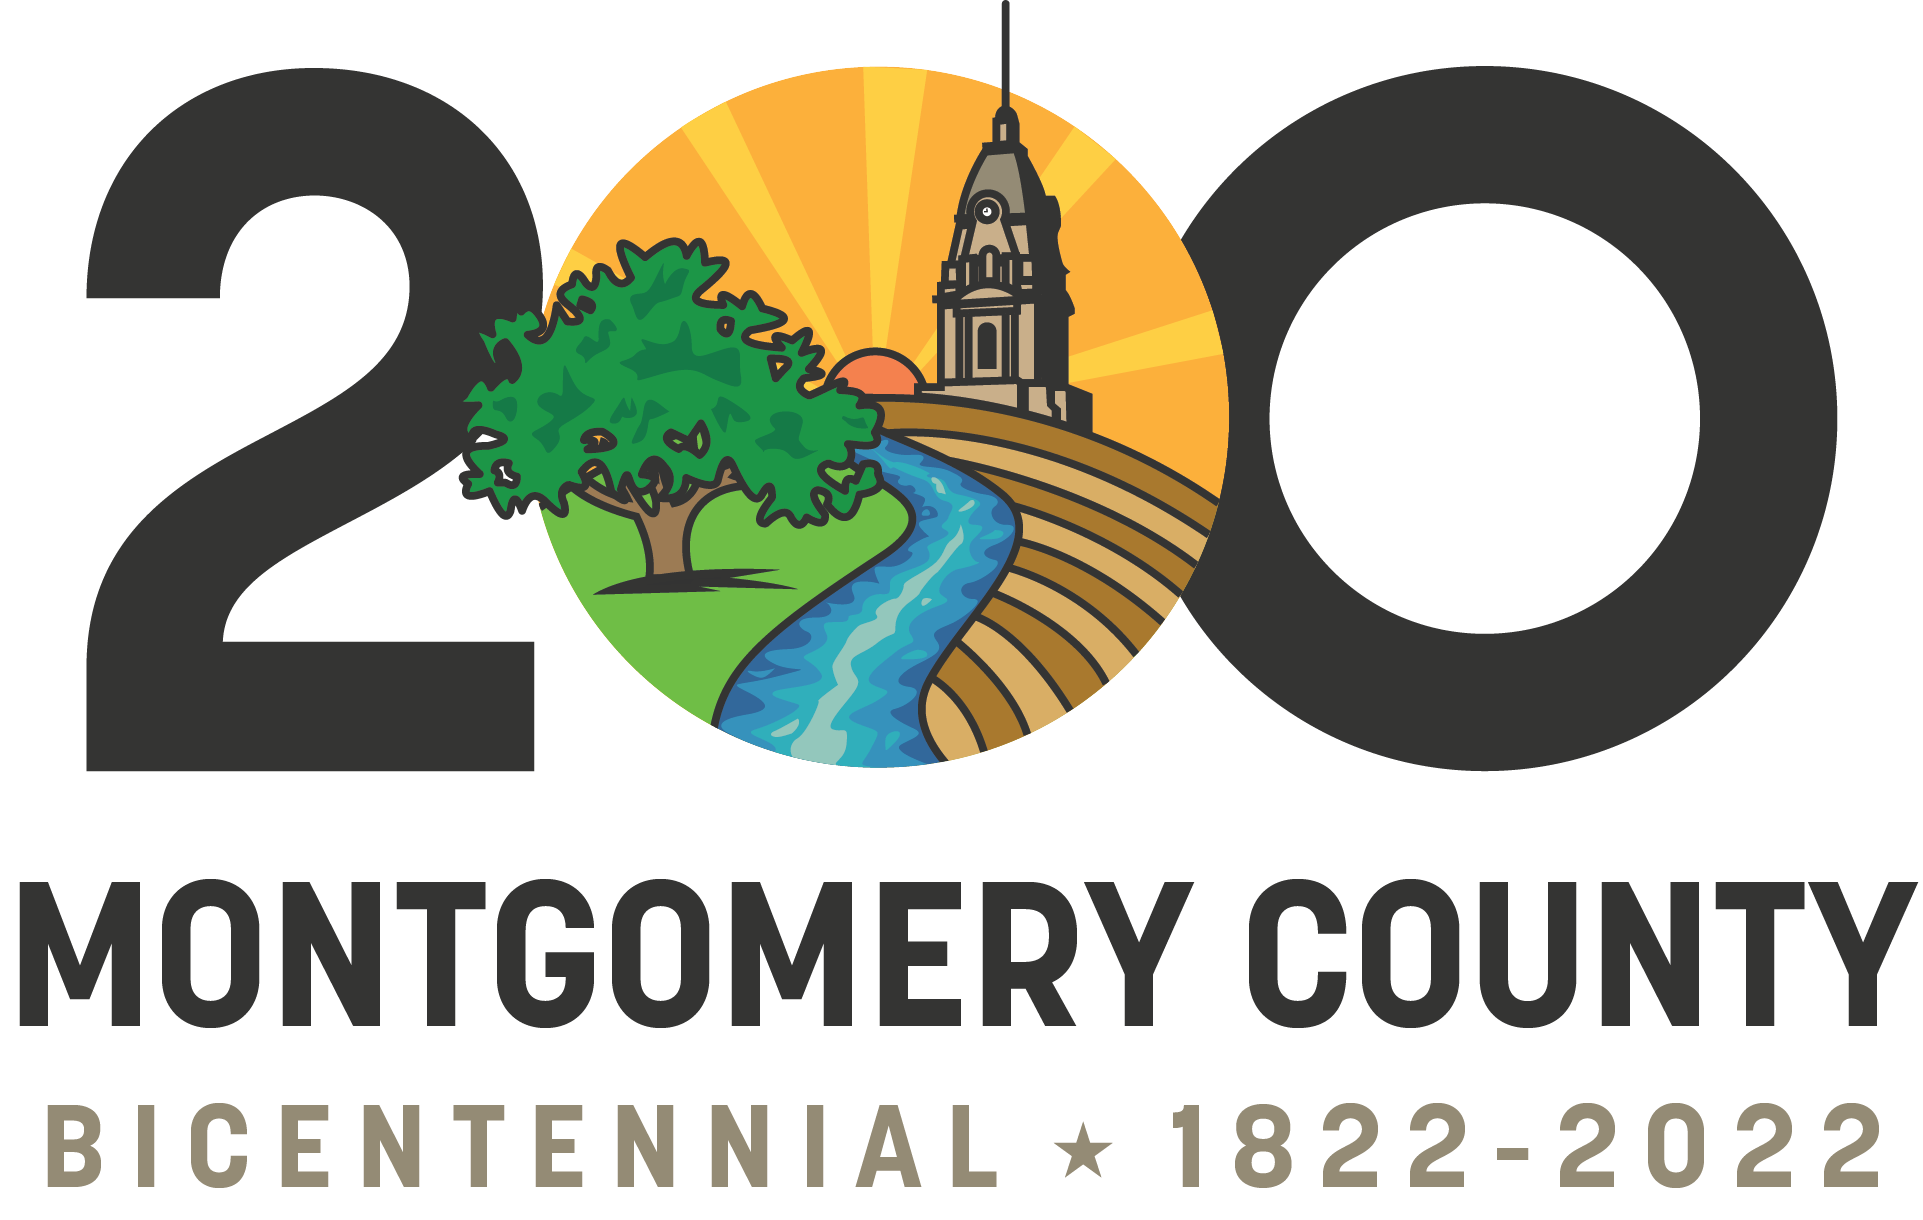 200
MONTGOMERY COUNTY
BICENTENNIAL ★ 1822-2022